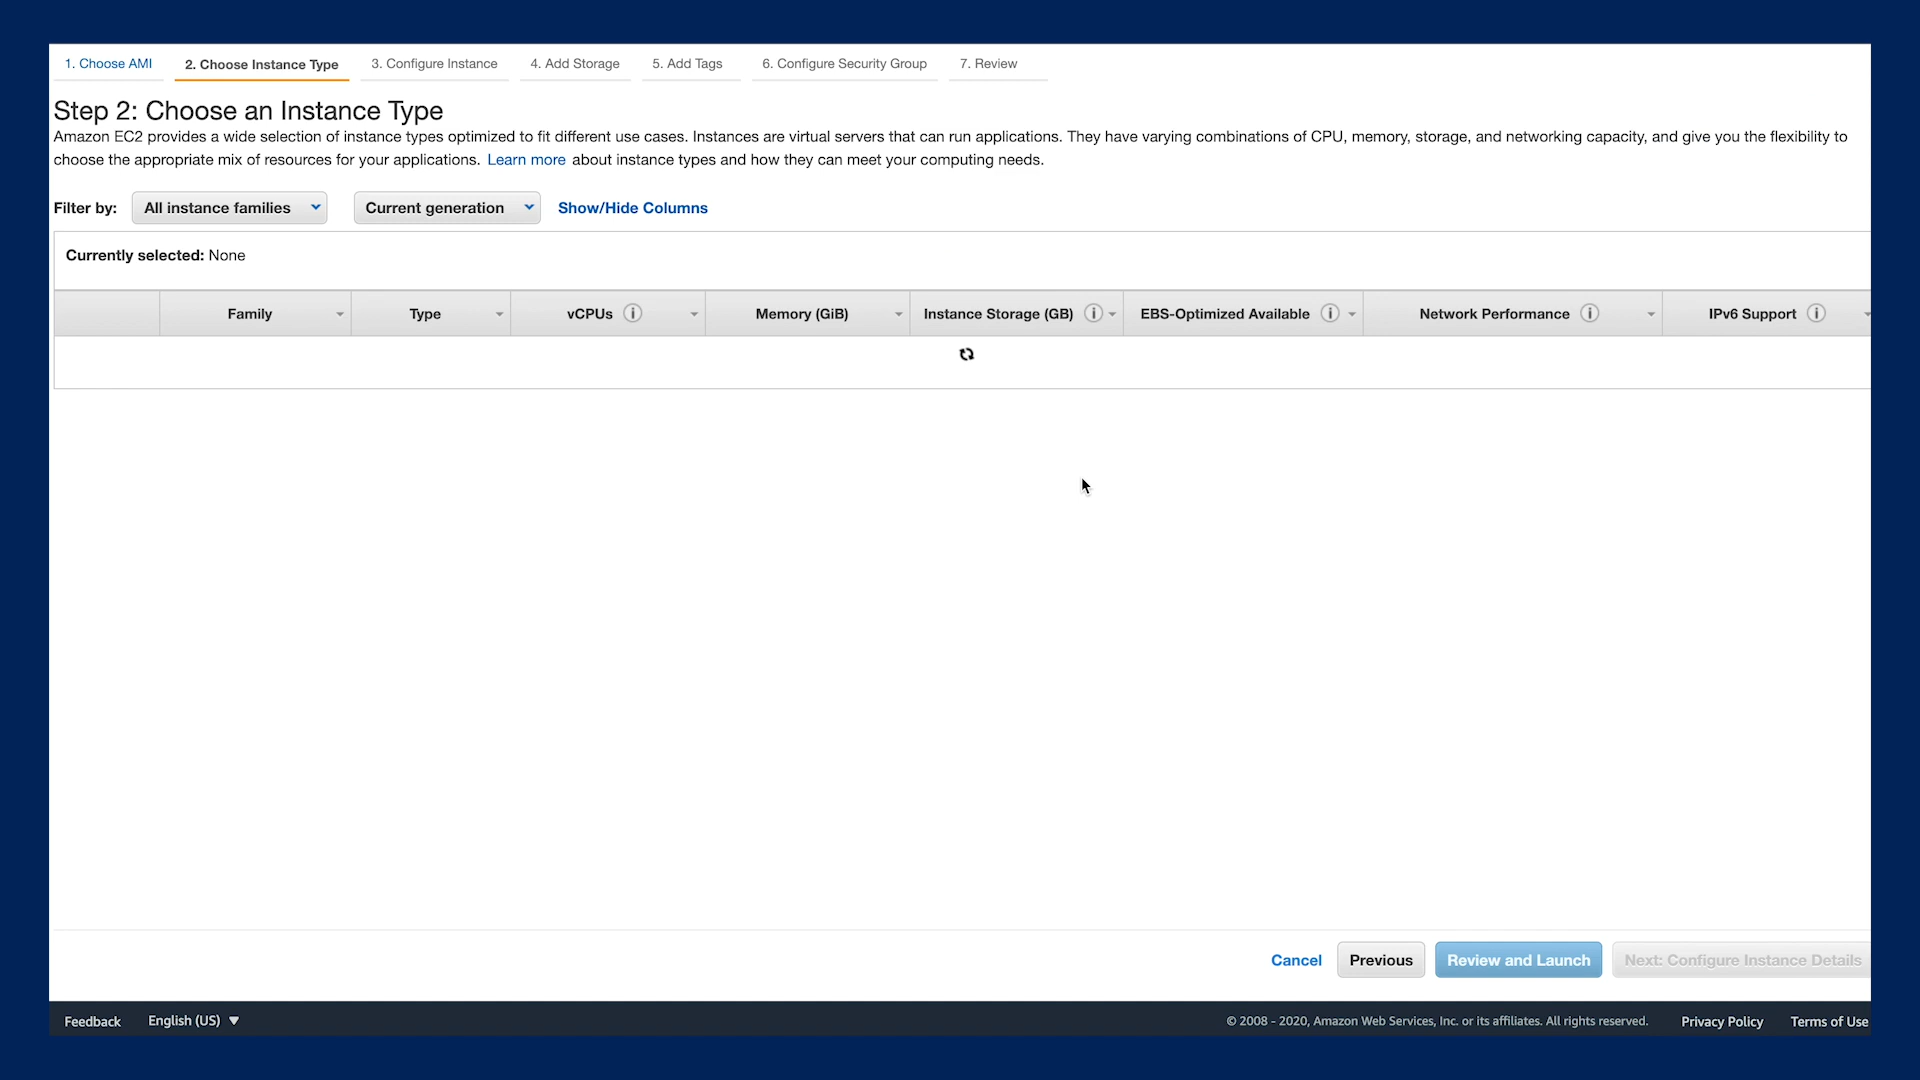 1. Choose AMI 2. Choose Instance Type 3. Configure Instance 4. Add Storage 5. Add Tags 6. Configure Security Group 7. Review
Step 2: Choose an Instance Type
Amazon EC2 provides a wide selection of instance types optimized to fit different use cases. Instances are virtual servers that can run applications. They have varying combinations of CPU, memory, storage, and networking capacity, and give you the flexibility to
choose the appropriate mix of resources for your applications. Learn more about instance types and how they can meet your computing needs.
Filter by: All instance families Current generation Show/Hide Columns
Currently selected: None
Family Type vCPUs i Memory (GiB) Instance Storage (GB) i EBS-Optimized Available i Network Performance i IPv6 Support i
Cancel Previous Review and Launch Next: Configure Instance Details
Feedback English (US) © 2008 - 2020, Amazon Web Services, Inc. or its affiliates. All rights reserved. Privacy Policy Terms of Use